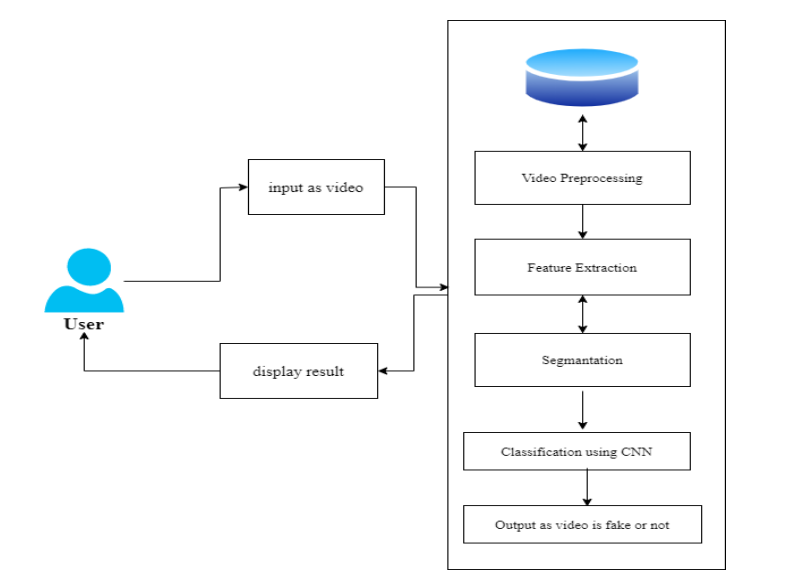 input as video
User
display result
Video Preprocessing
Feature Extraction
Segmantation
Classification using CNN
Output as video is fake or not